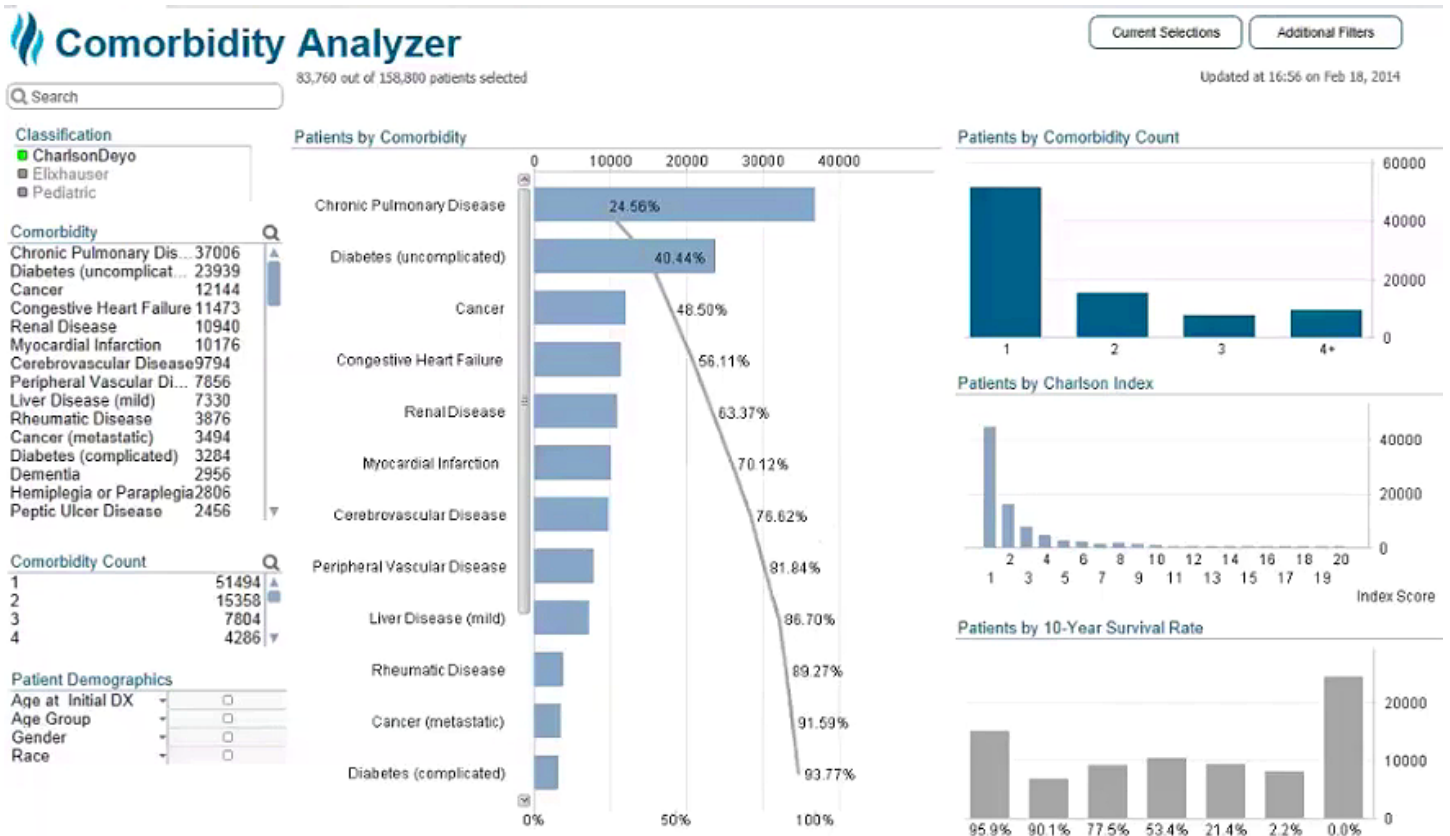 Comorbidity Analyzer
83,760 out of 158,800 patients selected
Current Selections
Additional Filters
Updated at 16:56 on Feb 18, 2014
Search
Classification
CharlsonDeyo
Elixhauser
Pediatric
Comorbidity
Chronic Pulmonary Dis... 37006
Diabetes (uncomplicat... 23939
Cancer 12144
Congestive Heart Failure 11473
Renal Disease 10940
Myocardial Infarction 10176
Cerebrovascular Disease 9794
Peripheral Vascular Di... 7856
Liver Disease (mild) 7330
Rheumatic Disease 3876
Cancer (metastatic) 3494
Diabetes (complicated) 3284
Dementia 2956
Hemiplegia or Paraplegia 2806
Peptic Ulcer Disease 2456
Comorbidity Count
1 51494
2 15358
3 7804
4 4286
Patient Demographics
Age at Initial DX
Age Group
Gender
Race
Patients by Comorbidity
0 10000 20000 30000 40000
Chronic Pulmonary Disease 24.56%
Diabetes (uncomplicated) 40.44%
Cancer 48.50%
Congestive Heart Failure 56.11%
Renal Disease 63.37%
Myocardial Infarction 70.12%
Cerebrovascular Disease 76.62%
Peripheral Vascular Disease 81.84%
Liver Disease (mild) 86.70%
Rheumatic Disease 89.27%
Cancer (metastatic) 91.59%
Diabetes (complicated) 93.77%
0% 50% 100%
Patients by Comorbidity Count
60000
40000
20000
0
1 2 3 4+
Patients by Charlson Index
40000
20000
0
2 4 6 8 10 12 14 16 18 20
1 3 5 7 9 11 13 15 17 19
Index Score
Patients by 10-Year Survival Rate
20000
10000
0
95.9% 90.1% 77.5% 53.4% 21.4% 2.2% 0.0%